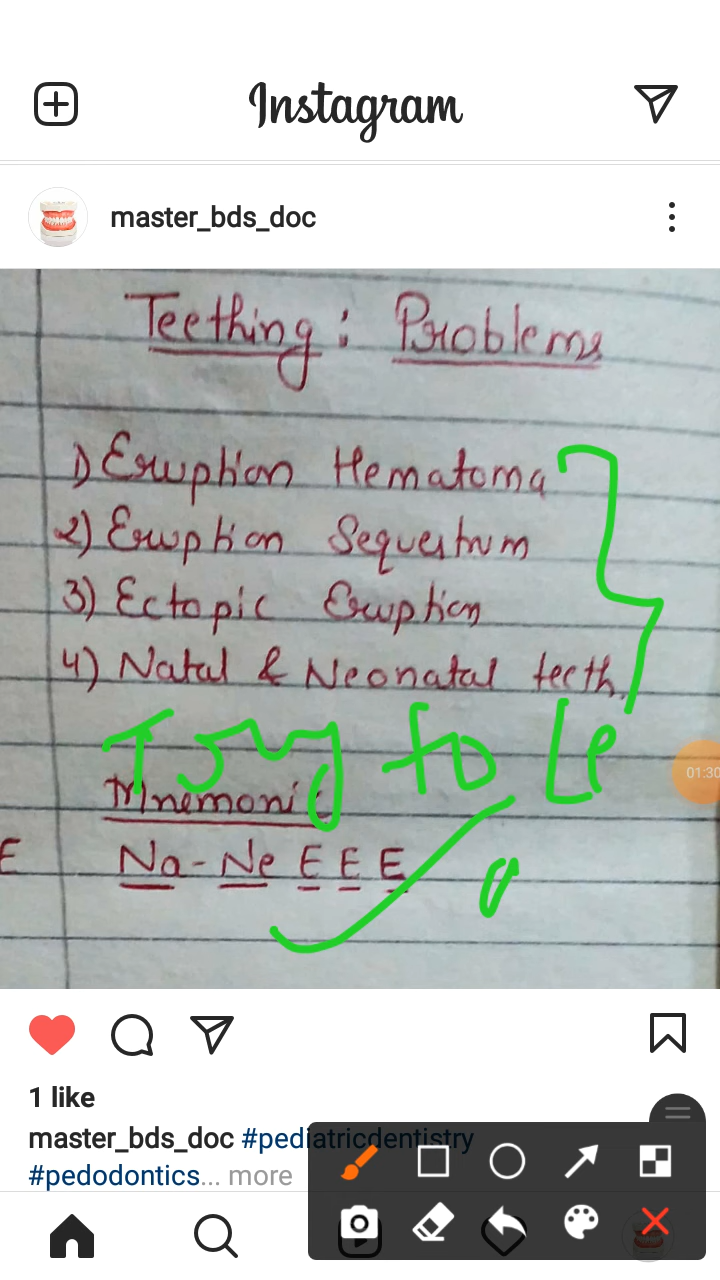 Instagram
master_bds_doc
Teething: Problems
1) Eruption Hematoma
2) Eruption Sequestrum
3) Ectopic Eruption
4) Natal & Neonatal teeth.
Try to Le
Mnemonic
E Na-Ne E E E
01:30
1 like
master_bds_doc #pediatricdentistry
#pedodontics... more